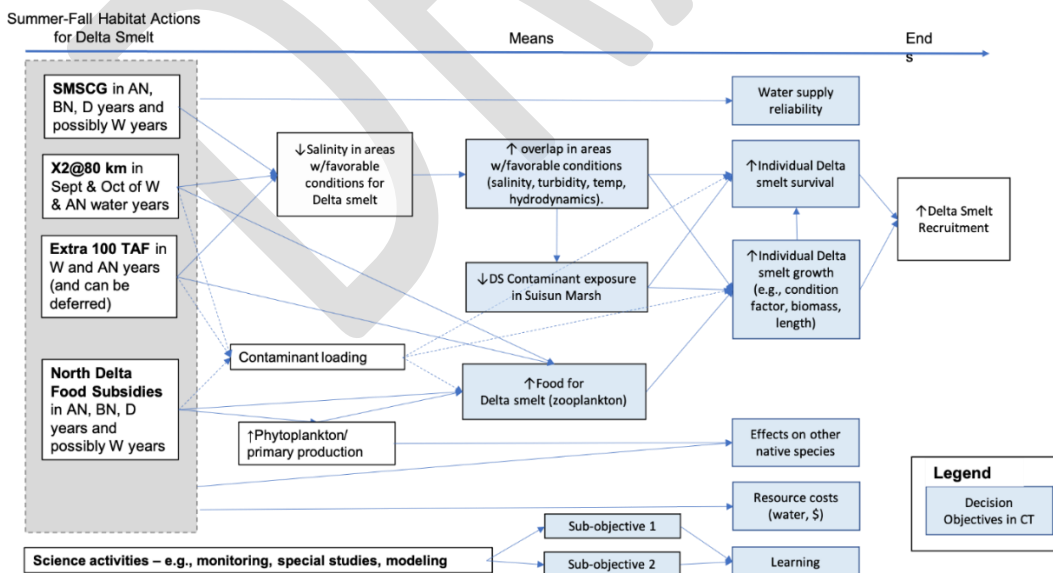 Summer-Fall Habitat Actions
for Delta Smelt
Means
End
s
SMSCG in AN,
BN, D years and
possibly W years
X2@80 km in
Sept & Oct of W
& AN water years
Extra 100 TAF in
W and AN years
(and can be
deferred)
North Delta
Food Subsidies
in AN, BN, D
years and
possibly W years
↓Salinity in areas
w/favorable
conditions for
Delta smelt
Contaminant loading
↑Phytoplankton/
primary production
↑ overlap in areas
w/favorable conditions
(salinity, turbidity, temp,
hydrodynamics).
↓DS Contaminant exposure
in Suisun Marsh
↑Food for
Delta smelt (zooplankton)
Water supply
reliability
↑Individual Delta
smelt survival
↑Individual Delta
smelt growth
(e.g., condition
factor, biomass,
length)
↑Delta Smelt
Recruitment
Effects on other
native species
Resource costs
(water, $)
Science activities – e.g., monitoring, special studies, modeling
Sub-objective 1
Sub-objective 2
Learning
Legend
Decision
Objectives in CT